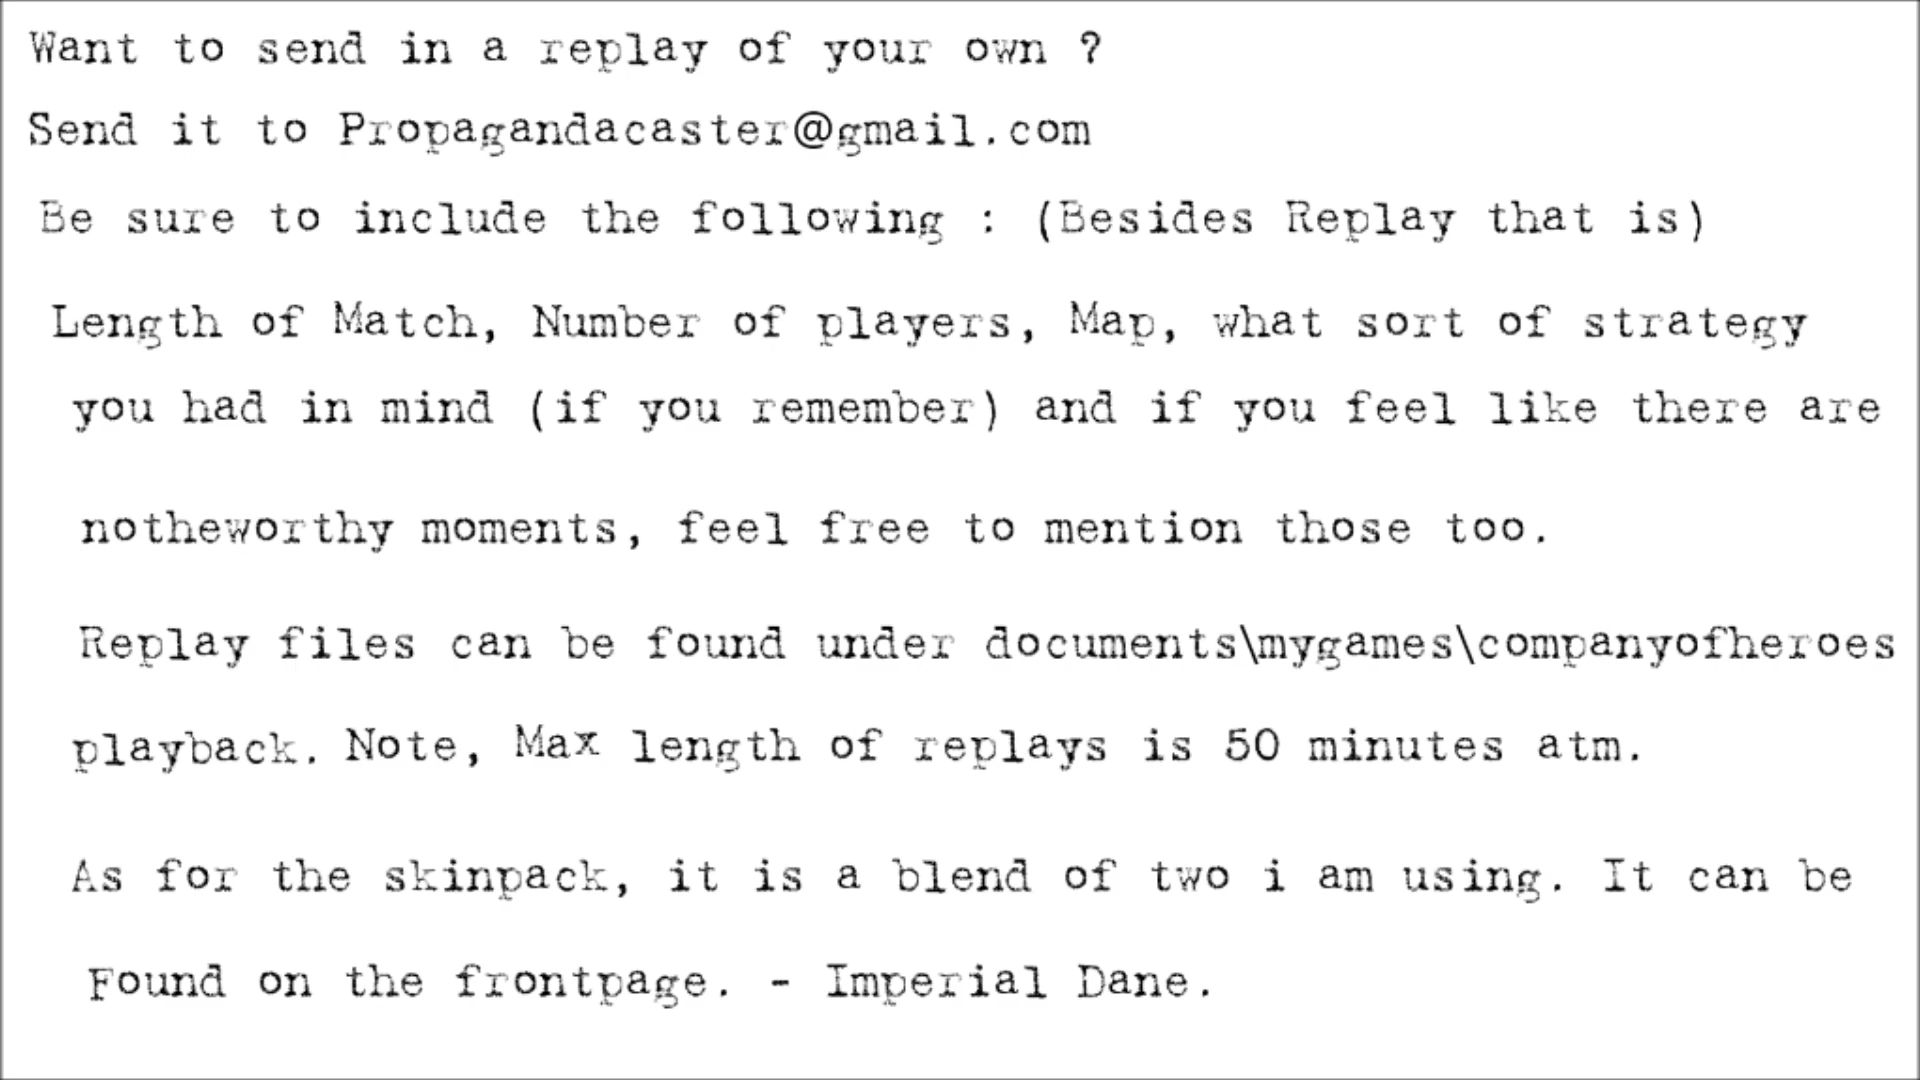 Want to send in a replay of your own ?
Send it to Propagandacaster@gmail.com
Be sure to include the following : (Besides Replay that is)
Length of Match, Number of players, Map, what sort of strategy
you had in mind (if you remember) and if you feel like there are
notheworthy moments, feel free to mention those too.
Replay files can be found under documents\mygames\companyofheroes
playback. Note, Max length of replays is 50 minutes atm.
As for the skinpack, it is a blend of two i am using. It can be
Found on the frontpage. - Imperial Dane.